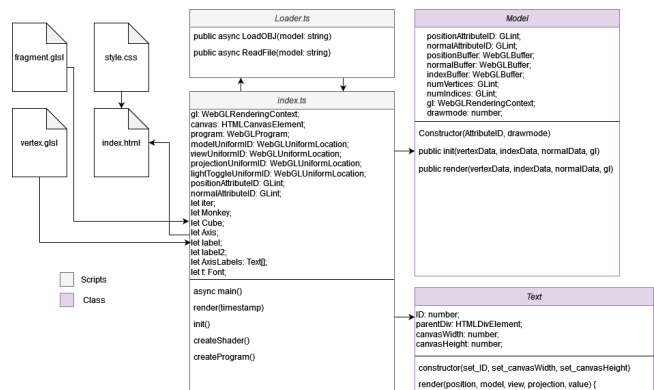 fragment.glsl
style.css
vertex.glsl
index.html
Scripts
Class
Loader.ts
public async LoadOBJ(model: string)
public async ReadFile(model: string)
index.ts
gl: WebGLRenderingContext;
canvas: HTMLCanvasElement;
program: WebGLProgram;
modelUniformID: WebGLUniformLocation;
viewUniformID: WebGLUniformLocation;
projectionUniformID: WebGLUniformLocation;
lightToggleUniformID: WebGLUniformLocation;
positionAttributeID: GLint;
normalAttributeID: GLint;
let iter;
let Monkey;
let Cube;
let Axis;
let label;
let label2;
let AxisLabels: Text[];
let f: Font;
async main()
render(timestamp)
init()
createShader()
createProgram()
Model
positionAttributeID: GLint;
normalAttributeID: GLint;
positionBuffer: WebGLBuffer;
normalBuffer: WebGLBuffer;
indexBuffer: WebGLBuffer;
numVertices: GLint;
numIndices: GLint;
gl: WebGLRenderingContext;
drawmode: number;
Constructor(AttributeID, drawmode)
public init(vertexData, indexData, normalData, gl)
public render(vertexData, indexData, normalData, gl)
Text
ID: number;
parentDiv: HTMLDivElement;
canvasWidth: number;
canvasHeight: number;
constructor(set_ID, set_canvasWidth, set_canvasHeight)
render(position, model, view, projection, value) {